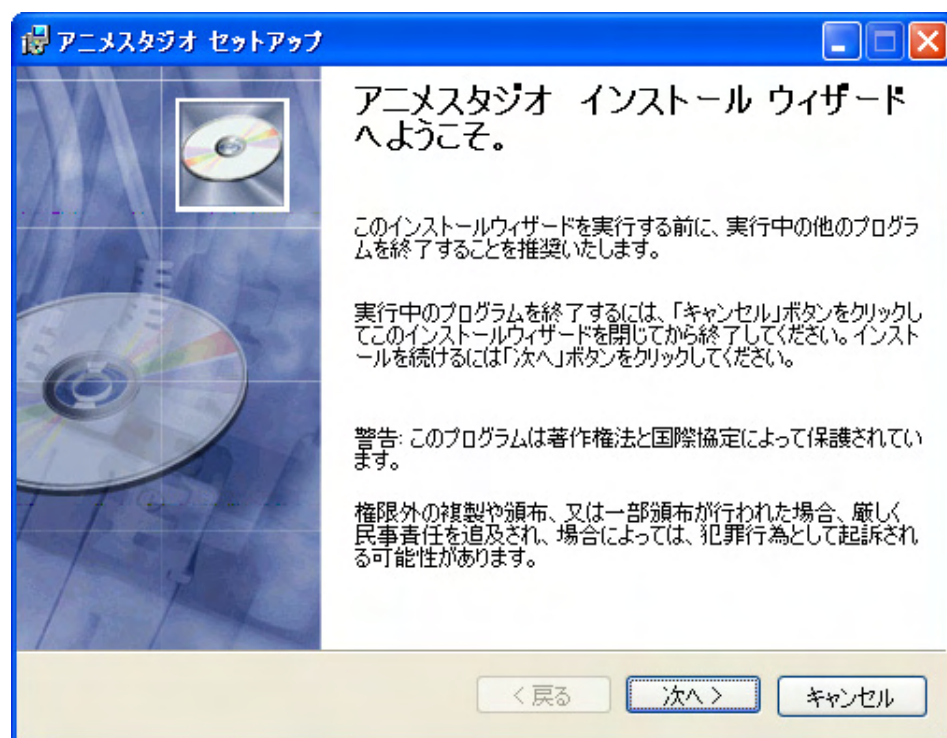 アニメスタジオ セットアップ
アニメスタジオ　インストール ウィザード
へようこそ。
このインストールウィザードを実行する前に、実行中の他のプログラ
ムを終了することを推奨いたします。
実行中のプログラムを終了するには、「キャンセル」ボタンをクリックし
てこのインストールウィザードを閉じてから終了してください。インスト
ールを続けるには「次へ」ボタンをクリックしてください。
警告: このプログラムは著作権法と国際協定によって保護されてい
ます。
権限外の複製や頒布、又は一部頒布が行われた場合、厳しく
民事責任を追及され、場合によっては、犯罪行為として起訴され
る可能性があります。
< 戻る
次へ >
キャンセル